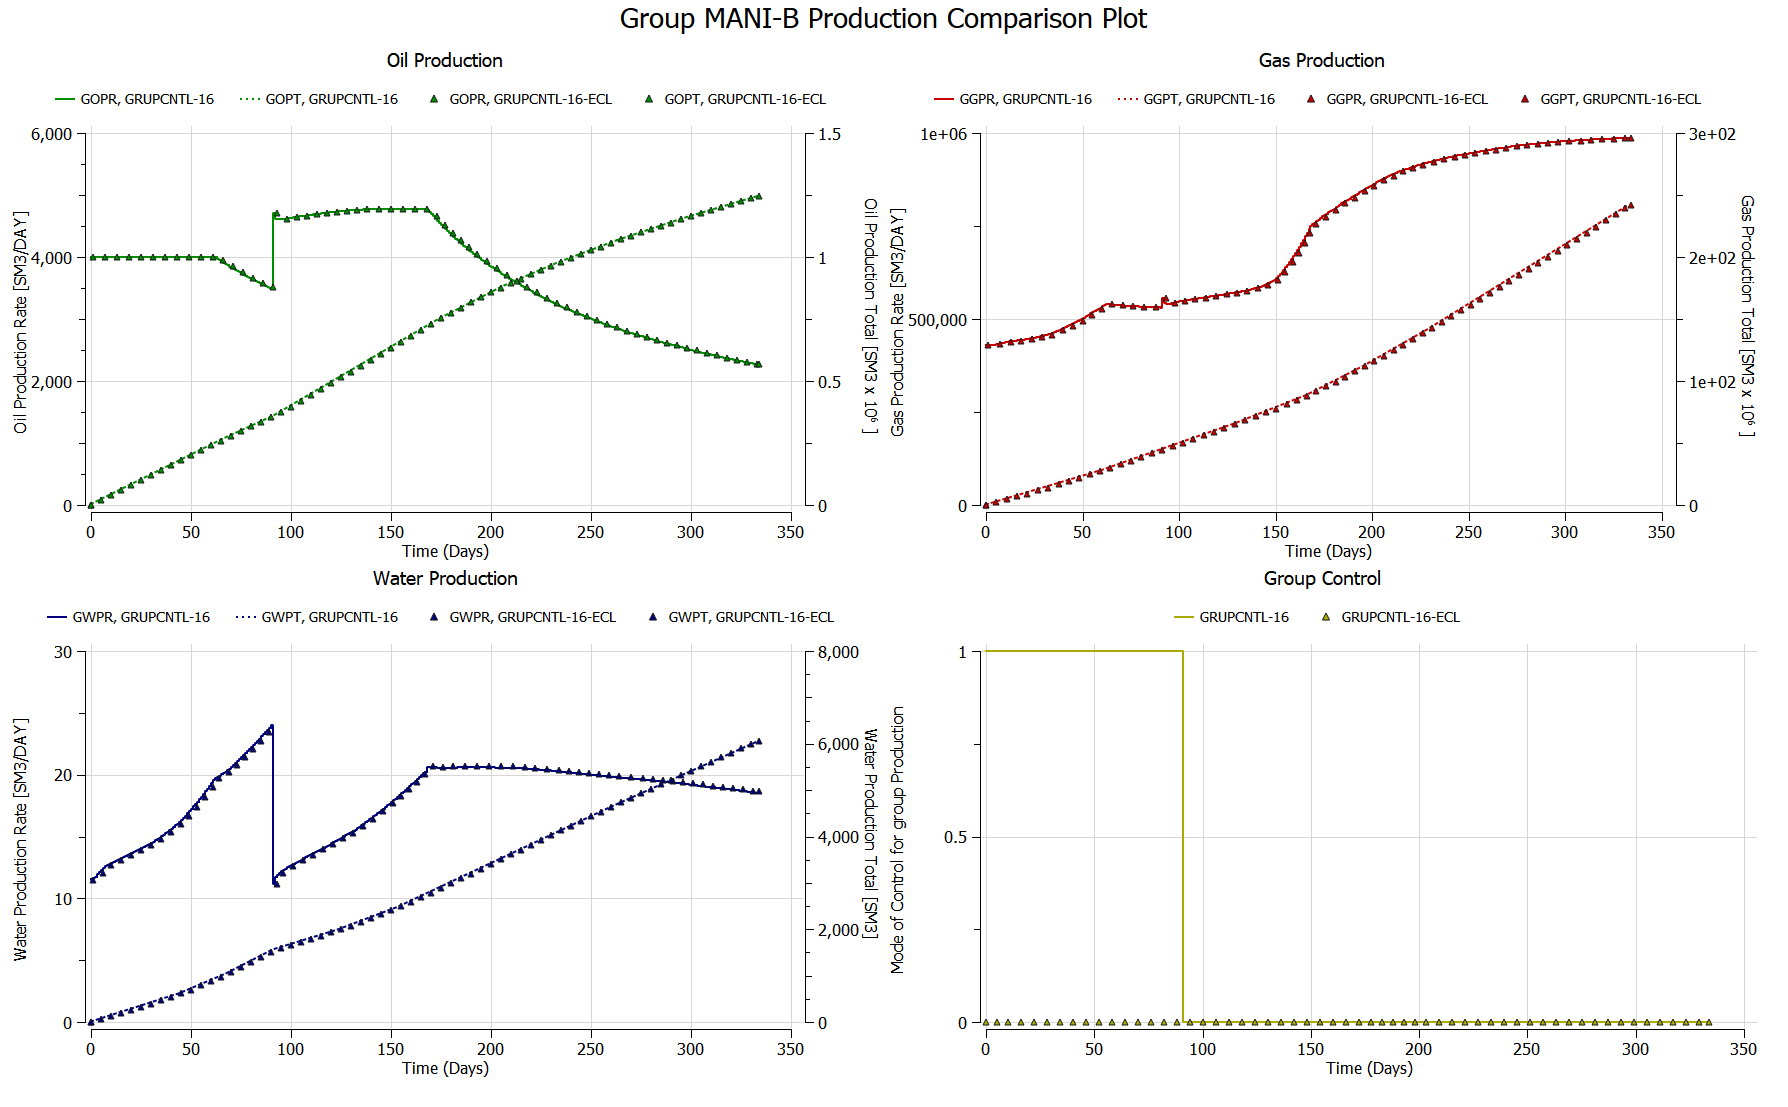 Group MANI-B Production Comparison Plot
Oil Production
GOPR, GRUPCNTL-16 GOPT, GRUPCNTL-16 GOPR, GRUPCNTL-16-ECL GOPT, GRUPCNTL-16-ECL
6,000
4,000
2,000
0
Oil Production Rate [SM3/DAY]
1.5
1
0.5
0
Oil Production Total [SM3 x 10⁶ ]
0 50 100 150 200 250 300 350
Time (Days)
Gas Production
GGPR, GRUPCNTL-16 GGPT, GRUPCNTL-16 GGPR, GRUPCNTL-16-ECL GGPT, GRUPCNTL-16-ECL
1e+06
500,000
0
Gas Production Rate [SM3/DAY]
3e+02
2e+02
1e+02
0
Gas Production Total [SM3 x 10⁶ ]
0 50 100 150 200 250 300 350
Time (Days)
Water Production
GWPR, GRUPCNTL-16 GWPT, GRUPCNTL-16 GWPR, GRUPCNTL-16-ECL GWPT, GRUPCNTL-16-ECL
30
20
10
0
Water Production Rate [SM3/DAY]
8,000
6,000
4,000
2,000
0
Water Production Total [SM3]
0 50 100 150 200 250 300 350
Time (Days)
Group Control
GRUPCNTL-16 GRUPCNTL-16-ECL
1
0.5
0
Mode of Control for group Production
0 50 100 150 200 250 300 350
Time (Days)